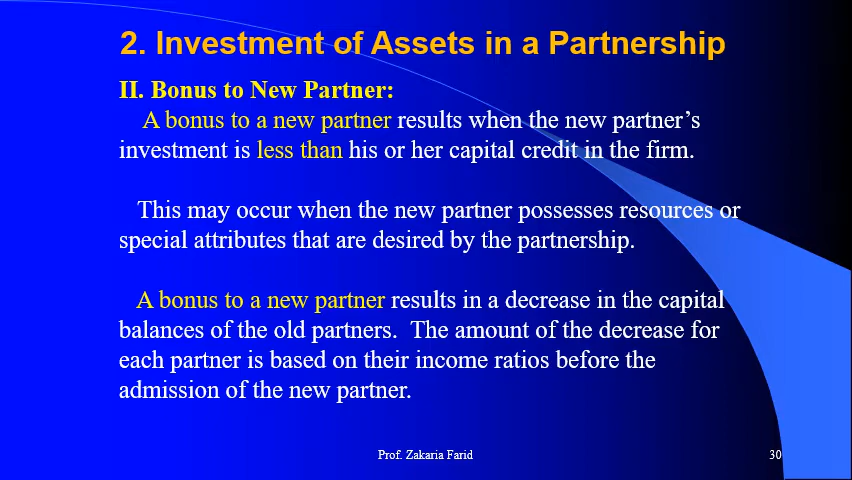 2. Investment of Assets in a Partnership
II. Bonus to New Partner:
A bonus to a new partner results when the new partner's
investment is less than his or her capital credit in the firm.
This may occur when the new partner possesses resources or
special attributes that are desired by the partnership.
A bonus to a new partner results in a decrease in the capital
balances of the old partners. The amount of the decrease for
each partner is based on their income ratios before the
admission of the new partner.
Prof. Zakaria Farid
30